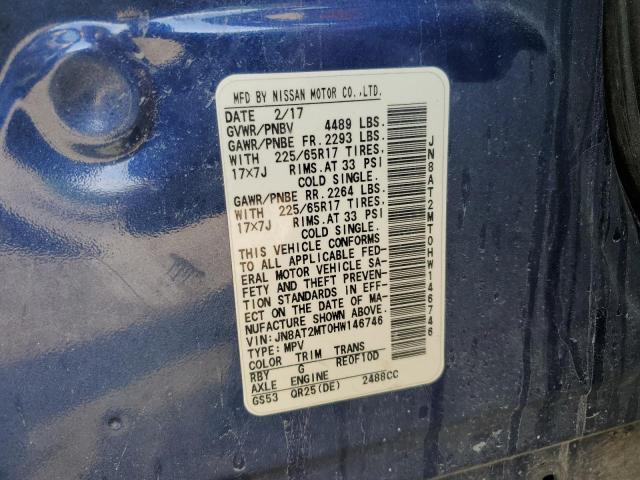 MFD BY NISSAN MOTOR CO.,LTD.
DATE 2/17
GVWR/PNBV 4489 LBS.
GAWR/PNBE FR. 2293 LBS.
WITH 225/65R17 TIRES,
17×7J RIMS.AT 33 PSI
COLD SINGLE.
GAWR/PNBE RR. 2264 LBS.
WITH 225/65R17 TIRES,
17×7J RIMS.AT 33 PSI
COLD SINGLE.
THIS VEHICLE CONFORMS
TO ALL APPLICABLE FED-
ERAL MOTOR VEHICLE SA-
FETY AND THEFT PREVEN-
TION STANDARDS IN EFF-
ECT ON THE DATE OF MA-
NUFACTURE SHOWN ABOVE.
VIN: JN8AT2MT0HW146746
TYPE: MPV
COLOR TRIM TRANS
RBY G RE0F10D
AXLE ENGINE
GS53 QR25(DE) 2488CC
JN8AT2MT0HW146746